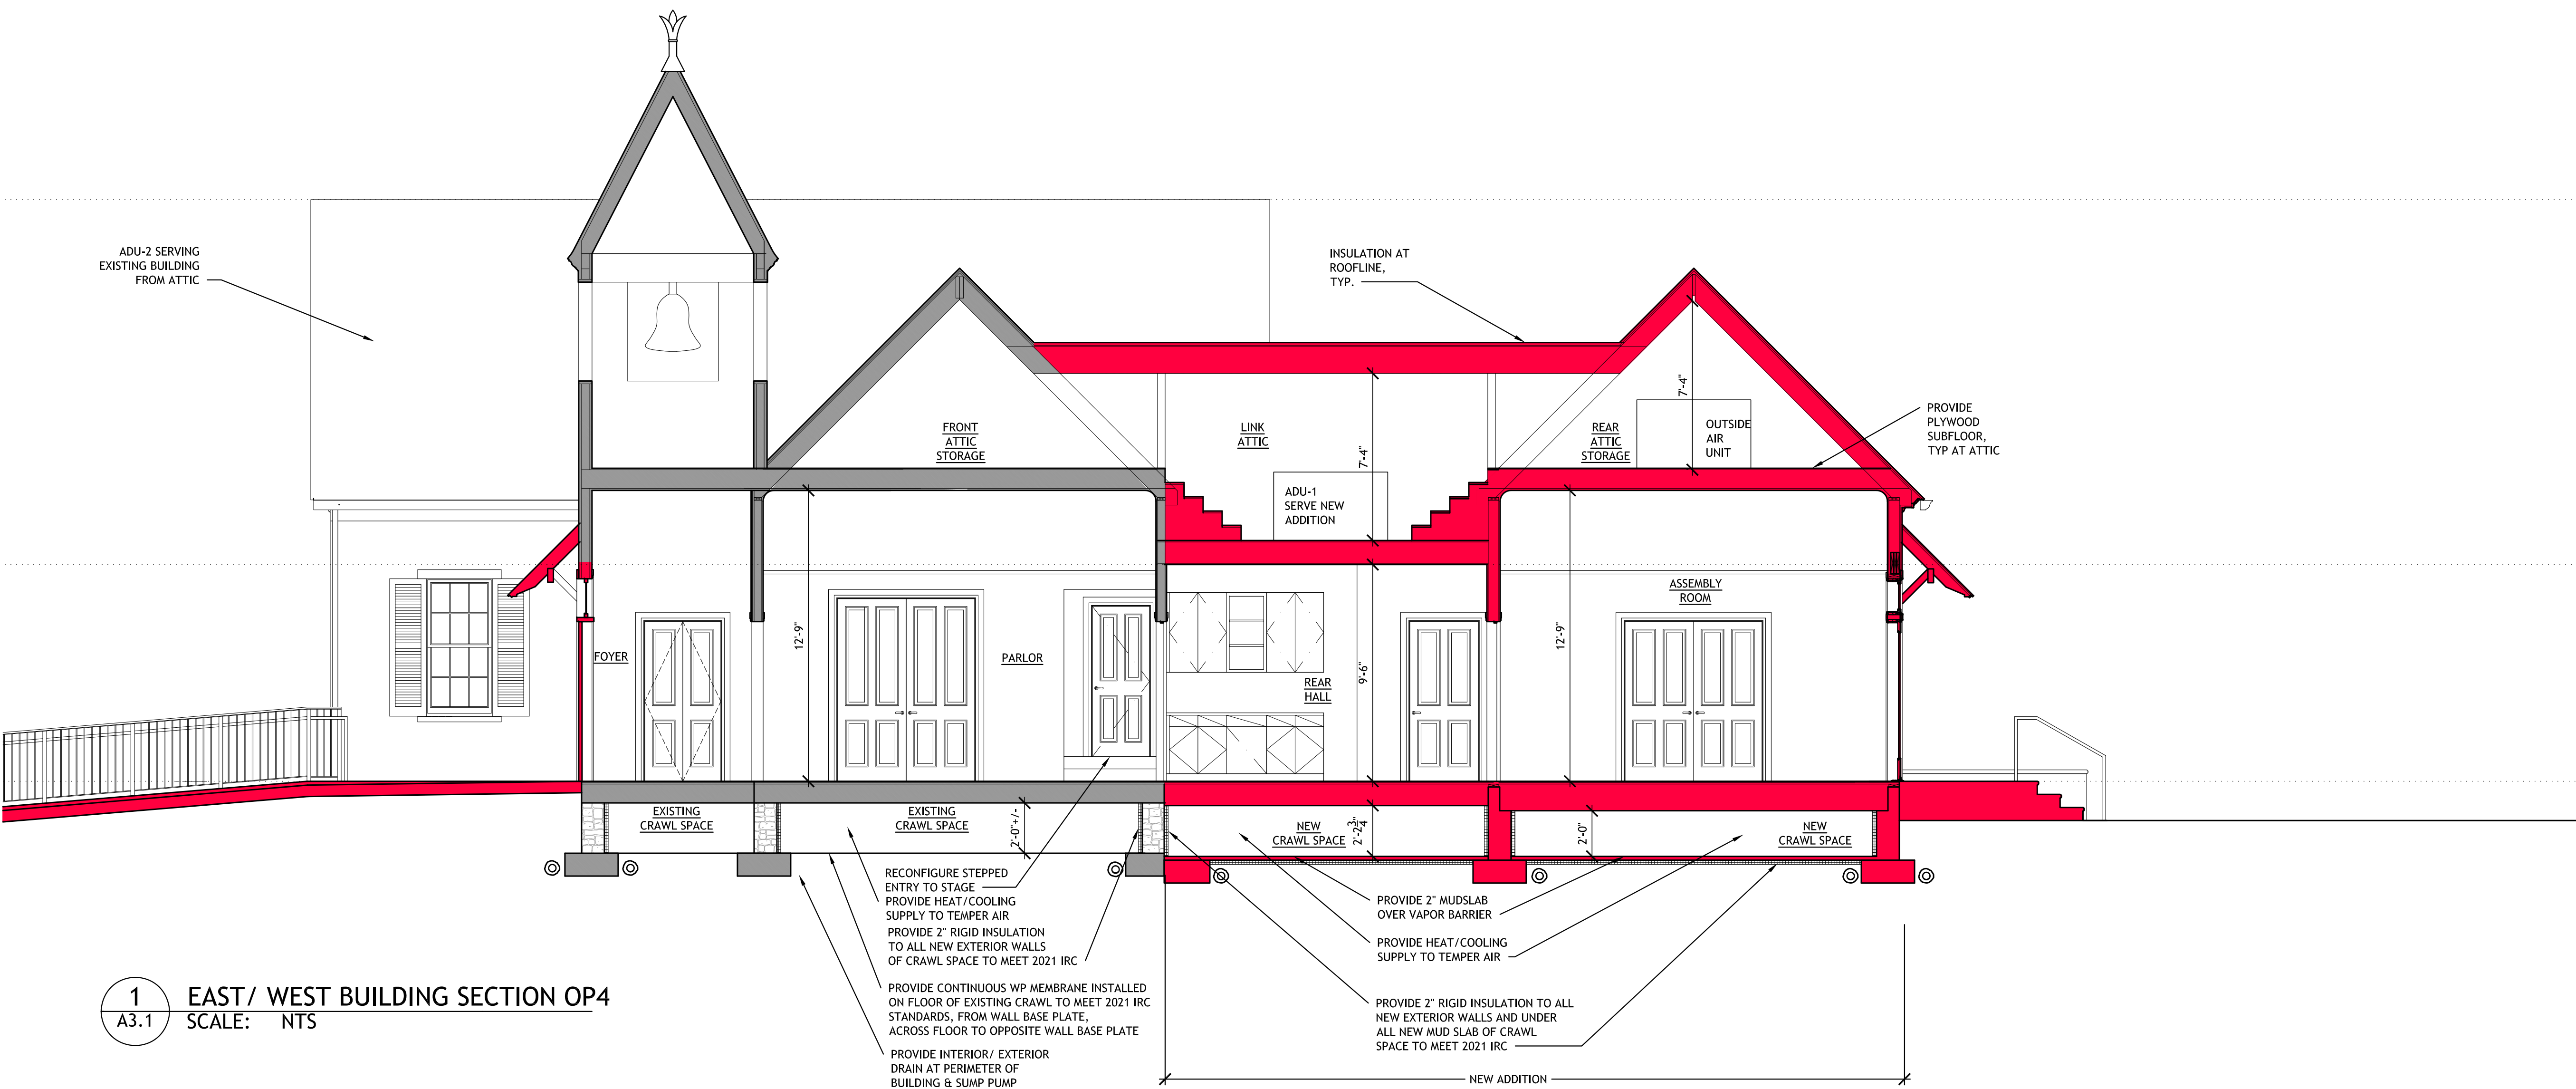 ADU-2 SERVING
EXISTING BUILDING
FROM ATTIC
INSULATION AT
ROOFLINE,
TYP.
PROVIDE
PLYWOOD
SUBFLOOR,
TYP AT ATTIC
FRONT
ATTIC
STORAGE
LINK
ATTIC
REAR
ATTIC
STORAGE
OUTSIDE
AIR
UNIT
7'-4"
7'-4"
ADU-1
SERVE NEW
ADDITION
FOYER
12'-9"
PARLOR
REAR
HALL
9'-6"
12'-9"
ASSEMBLY
ROOM
EXISTING
CRAWL SPACE
EXISTING
CRAWL SPACE
2'-0"+/-
NEW
CRAWL SPACE
2'-2 3/4"
2'-0"
NEW
CRAWL SPACE
RECONFIGURE STEPPED
ENTRY TO STAGE
PROVIDE HEAT/COOLING
SUPPLY TO TEMPER AIR
PROVIDE 2" RIGID INSULATION
TO ALL NEW EXTERIOR WALLS
OF CRAWL SPACE TO MEET 2021 IRC
PROVIDE CONTINUOUS WP MEMBRANE INSTALLED
ON FLOOR OF EXISTING CRAWL TO MEET 2021 IRC
STANDARDS, FROM WALL BASE PLATE,
ACROSS FLOOR TO OPPOSITE WALL BASE PLATE
PROVIDE INTERIOR/ EXTERIOR
DRAIN AT PERIMETER OF
BUILDING & SUMP PUMP
PROVIDE 2" MUDSLAB
OVER VAPOR BARRIER
PROVIDE HEAT/COOLING
SUPPLY TO TEMPER AIR
PROVIDE 2" RIGID INSULATION TO ALL
NEW EXTERIOR WALLS AND UNDER
ALL NEW MUD SLAB OF CRAWL
SPACE TO MEET 2021 IRC
NEW ADDITION
1
A3.1
EAST/ WEST BUILDING SECTION OP4
SCALE: NTS